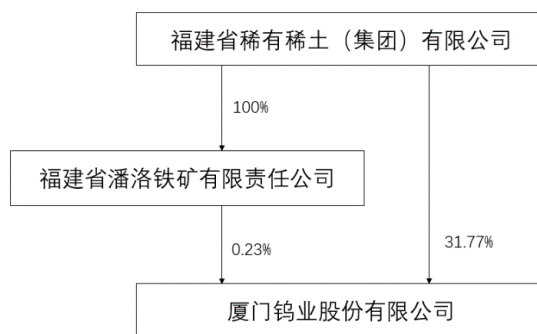 福建省稀有稀土（集团）有限公司
100%
福建省潘洛铁矿有限责任公司
0.23%
31.77%
厦门钨业股份有限公司